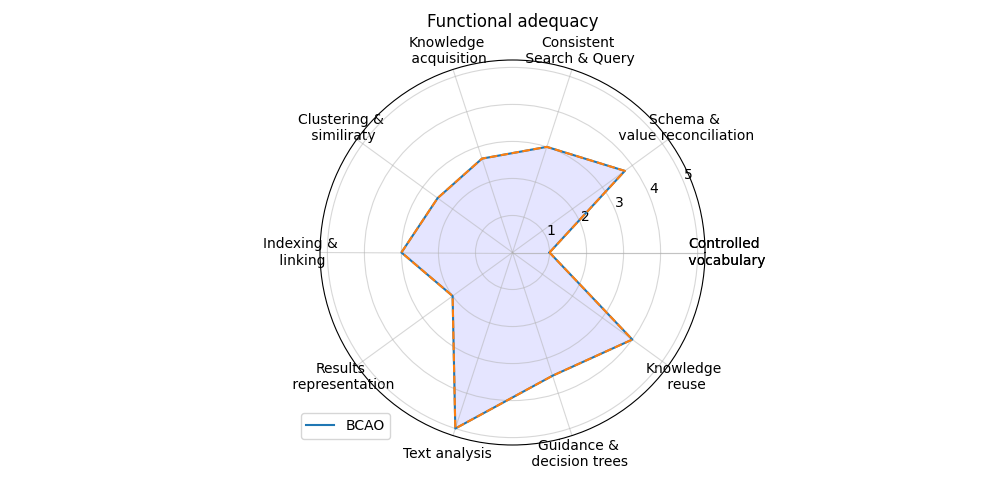 Functional adequacy
Knowledge
acquisition
Consistent
Search & Query
Clustering &
similiraty
Schema &
value reconciliation
5
4
3
2
1
Indexing &
linking
Controlled
vocabulary
Results
representation
Knowledge
reuse
BCAO
Text analysis
Guidance &
decision trees